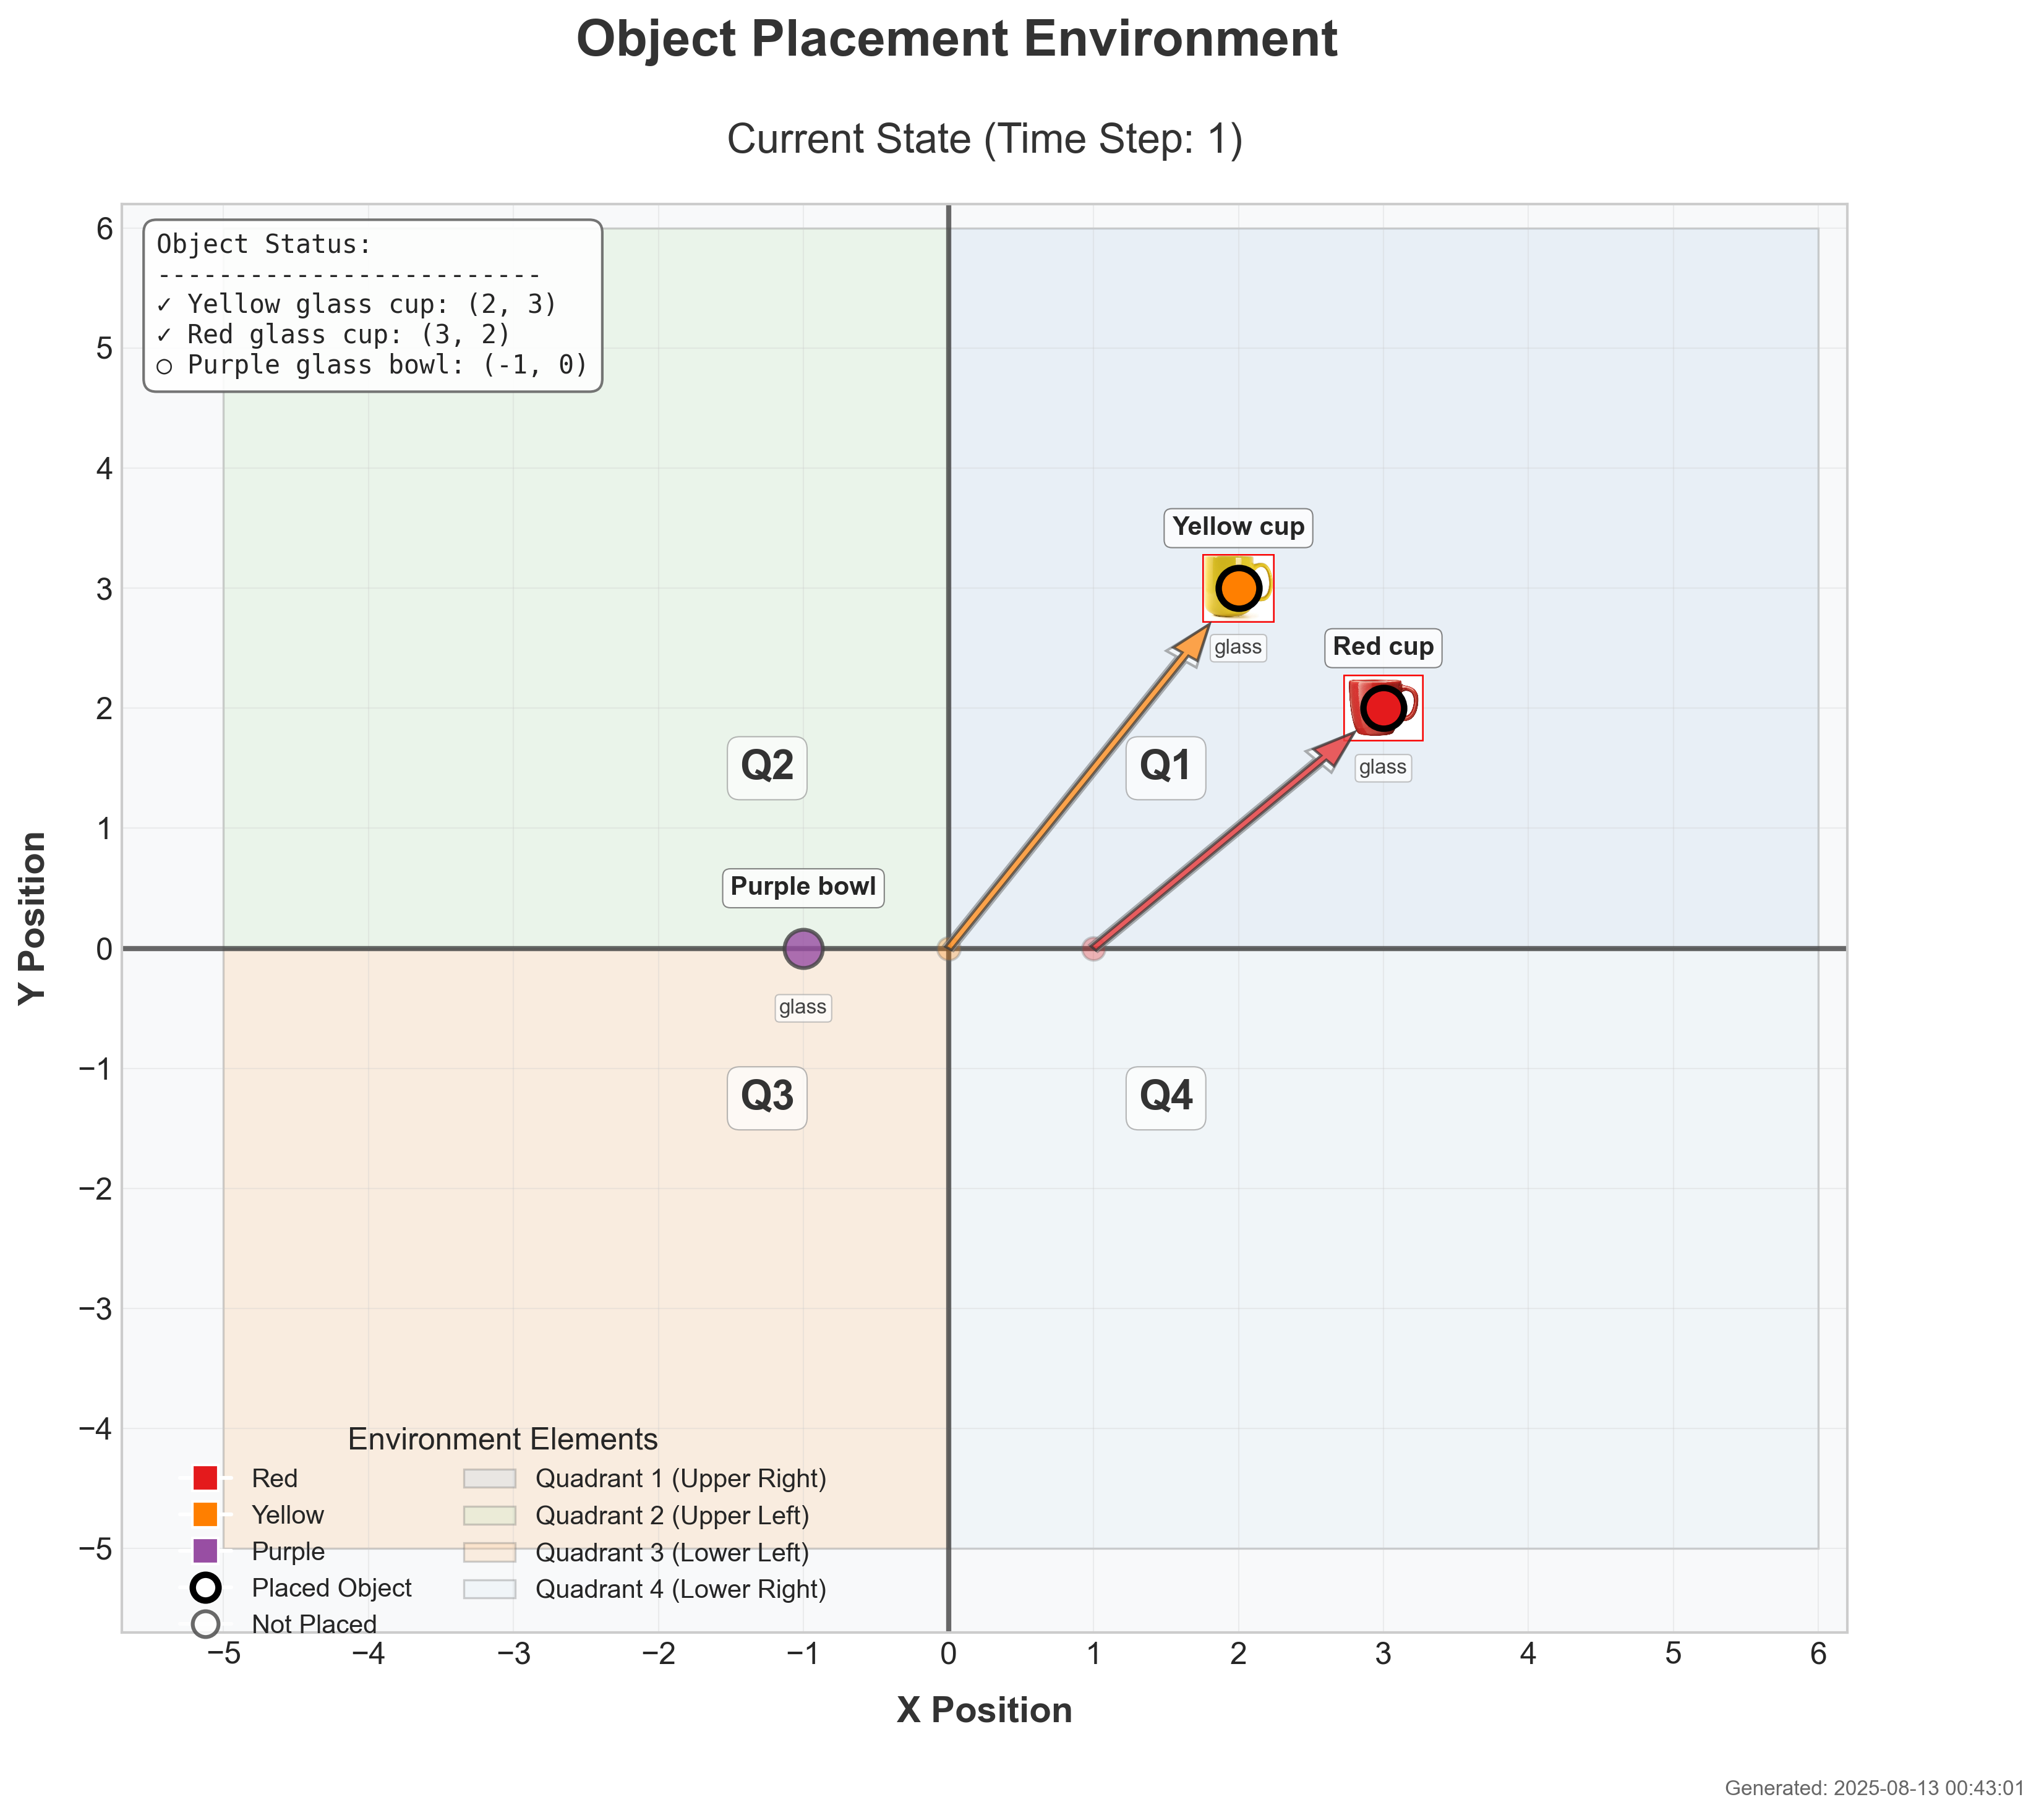 Object Placement Environment
Current State (Time Step: 1)
Object Status:
--------------------------
✓ Yellow glass cup: (2, 3)
✓ Red glass cup: (3, 2)
○ Purple glass bowl: (-1, 0)
6
5
4
3
2
1
0
−1
−2
−3
−4
−5
Y Position
Yellow cup
glass
Red cup
glass
Q2
Q1
Purple bowl
glass
Q3
Q4
Environment Elements
Red
Yellow
Purple
Placed Object
Not Placed
Quadrant 1 (Upper Right)
Quadrant 2 (Upper Left)
Quadrant 3 (Lower Left)
Quadrant 4 (Lower Right)
−5 −4 −3 −2 −1 0 1 2 3 4 5 6
X Position
Generated: 2025-08-13 00:43:01